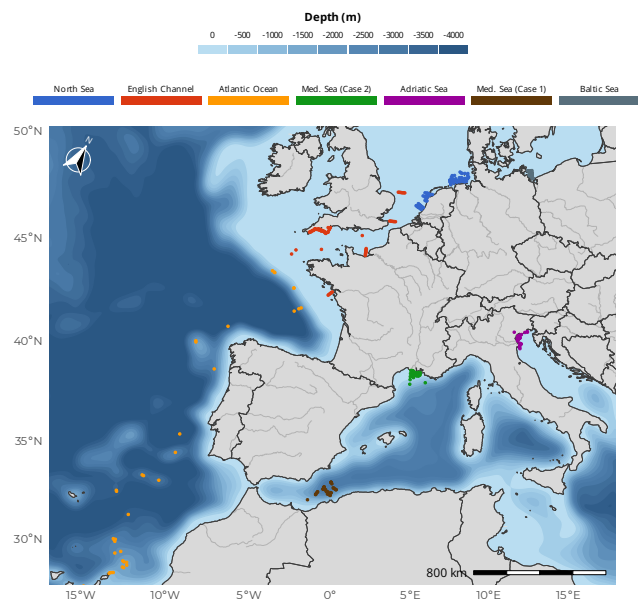 Depth (m)
0 -500 -1000 -1500 -2000 -2500 -3000 -3500 -4000
North Sea English Channel Atlantic Ocean Med. Sea (Case 2) Adriatic Sea Med. Sea (Case 1) Baltic Sea
50°N
N
45°N
40°N
35°N
30°N
800 km
15°W 10°W 5°W 0° 5°E 10°E 15°E